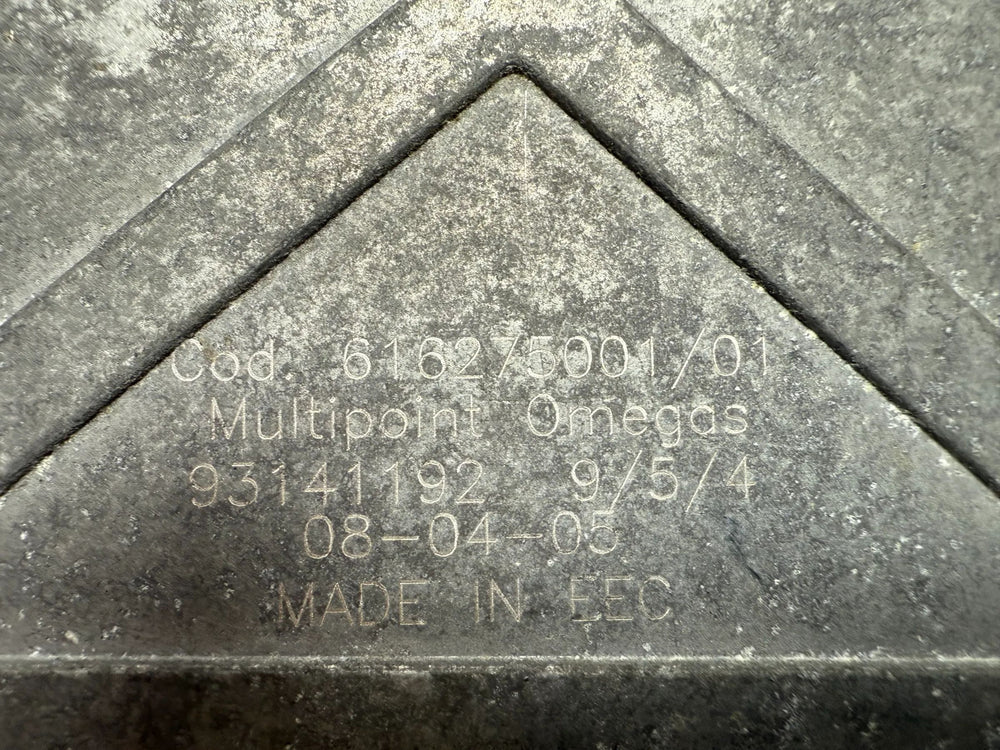 Cod. 616275001/01
Multipoint Omegas
93141192 9/5/4
08-04-05
MADE IN EEC